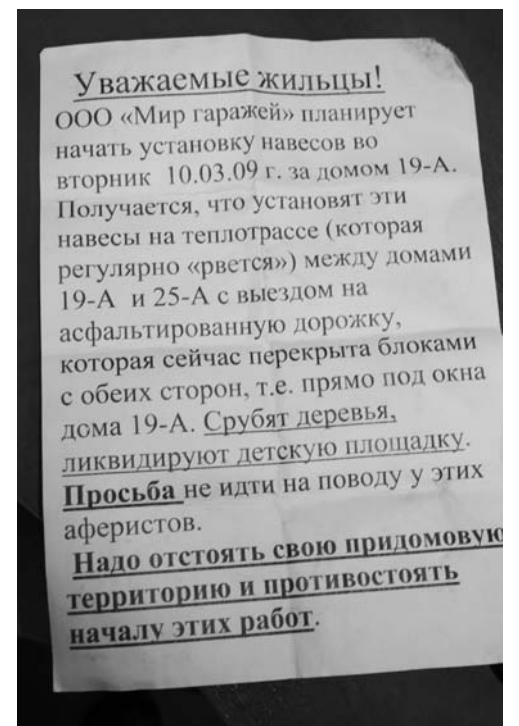 Уважаемые жильцы!
ООО «Мир гаражей» планирует
начать установку навесов во
вторник 10.03.09 г. за домом 19-А.
Получается, что установят эти
навесы на теплотрассе (которая
регулярно «рвется») между домами
19-А и 25-А с выездом на
асфальтированную дорожку,
которая сейчас перекрыта блоками
с обеих сторон, т.е. прямо под окна
дома 19-А. Срубят деревья,
ликвидируют детскую площадку.
Просьба не идти на поводу у этих
аферистов.
Надо отстоять свою придомовую
территорию и противостоять
началу этих работ.